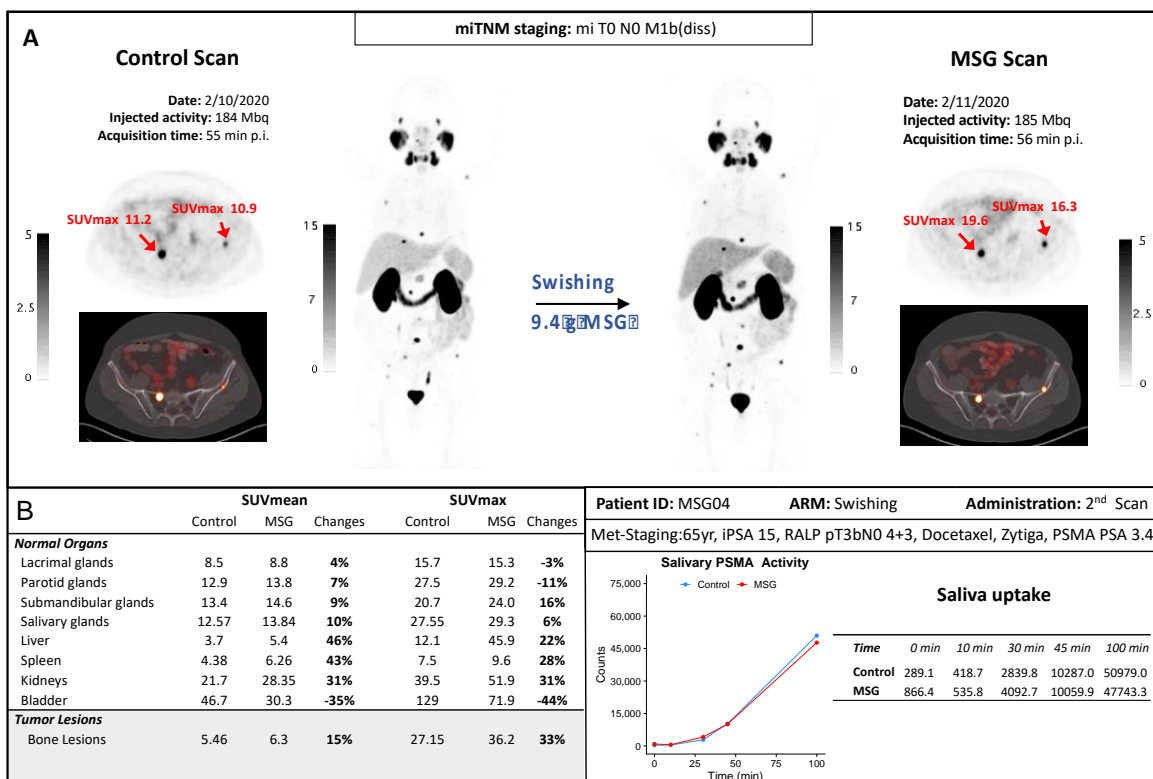 A
miTNM staging: mi T0 N0 M1b(diss)
Control Scan
Date: 2/10/2020
Injected activity: 184 Mbq
Acquisition time: 55 min p.i.
SUVmax 11.2
SUVmax 10.9
5
2.5
0
15
7
0
Swishing
9.4 g MSG
MSG Scan
Date: 2/11/2020
Injected activity: 185 Mbq
Acquisition time: 56 min p.i.
SUVmax 19.6
SUVmax 16.3
15
7
0
5
2.5
0
B
SUVmean SUVmax
Control MSG Changes Control MSG Changes
Normal Organs
Lacrimal glands 8.5 8.8 4% 15.7 15.3 -3%
Parotid glands 12.9 13.8 7% 27.5 29.2 -11%
Submandibular glands 13.4 14.6 9% 20.7 24.0 16%
Salivary glands 12.57 13.84 10% 27.55 29.3 6%
Liver 3.7 5.4 46% 12.1 45.9 22%
Spleen 4.38 6.26 43% 7.5 9.6 28%
Kidneys 21.7 28.35 31% 39.5 51.9 31%
Bladder 46.7 30.3 -35% 129 71.9 -44%
Tumor Lesions
Bone Lesions 5.46 6.3 15% 27.15 36.2 33%
Patient ID: MSG04 ARM: Swishing Administration: 2nd Scan
Met-Staging:65yr, iPSA 15, RALP pT3bN0 4+3, Docetaxel, Zytiga, PSMA PSA 3.4
Salivary PSMA Activity
Control MSG
75,000
60,000
45,000
30,000
15,000
0
Counts
0 25 50 75 100
Time (min)
Saliva uptake
Time 0 min 10 min 30 min 45 min 100 min
Control 289.1 418.7 2839.8 10287.0 50979.0
MSG 866.4 535.8 4092.7 10059.9 47743.3